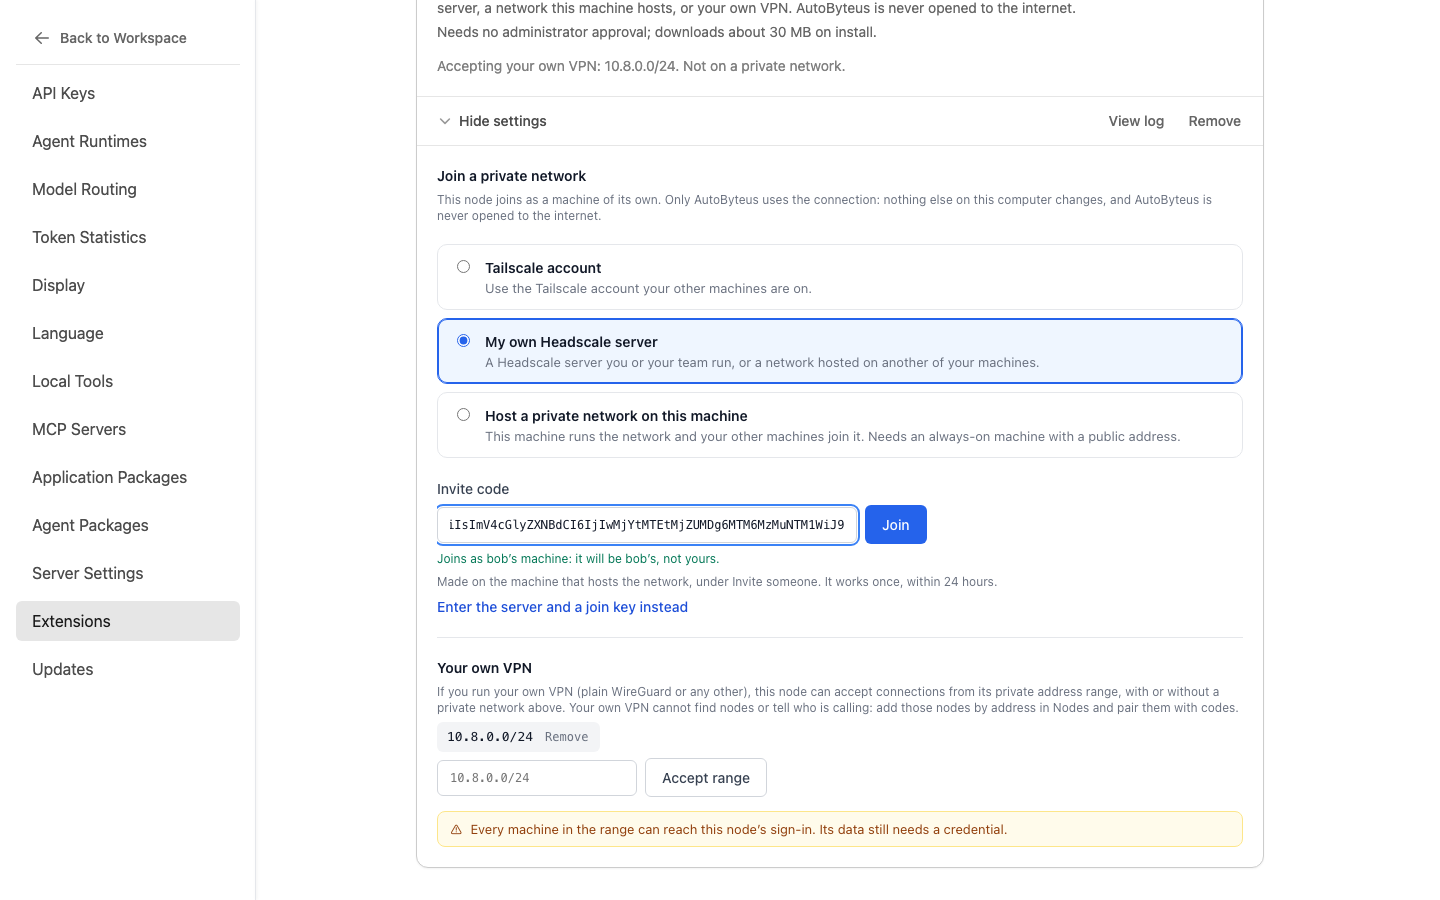 Back to Workspace
API Keys
Agent Runtimes
Model Routing
Token Statistics
Display
Language
Local Tools
MCP Servers
Application Packages
Agent Packages
Server Settings
Extensions
Updates
server, a network this machine hosts, or your own VPN. AutoByteus is never opened to the internet.
Needs no administrator approval; downloads about 30 MB on install.
Accepting your own VPN: 10.8.0.0/24. Not on a private network.
Hide settings
View log
Remove
Join a private network
This node joins as a machine of its own. Only AutoByteus uses the connection: nothing else on this computer changes, and AutoByteus is
never opened to the internet.
Tailscale account
Use the Tailscale account your other machines are on.
My own Headscale server
A Headscale server you or your team run, or a network hosted on another of your machines.
Host a private network on this machine
This machine runs the network and your other machines join it. Needs an always-on machine with a public address.
Invite code
iIsImV4cGlyZXNBdCI6IjIwMjYtMTEtMjZUMDg6MTM6MzMuNTM1WiJ9
Join
Joins as bob’s machine: it will be bob’s, not yours.
Made on the machine that hosts the network, under Invite someone. It works once, within 24 hours.
Enter the server and a join key instead
Your own VPN
If you run your own VPN (plain WireGuard or any other), this node can accept connections from its private address range, with or without a
private network above. Your own VPN cannot find nodes or tell who is calling: add those nodes by address in Nodes and pair them with codes.
10.8.0.0/24 Remove
10.8.0.0/24
Accept range
Every machine in the range can reach this node’s sign-in. Its data still needs a credential.